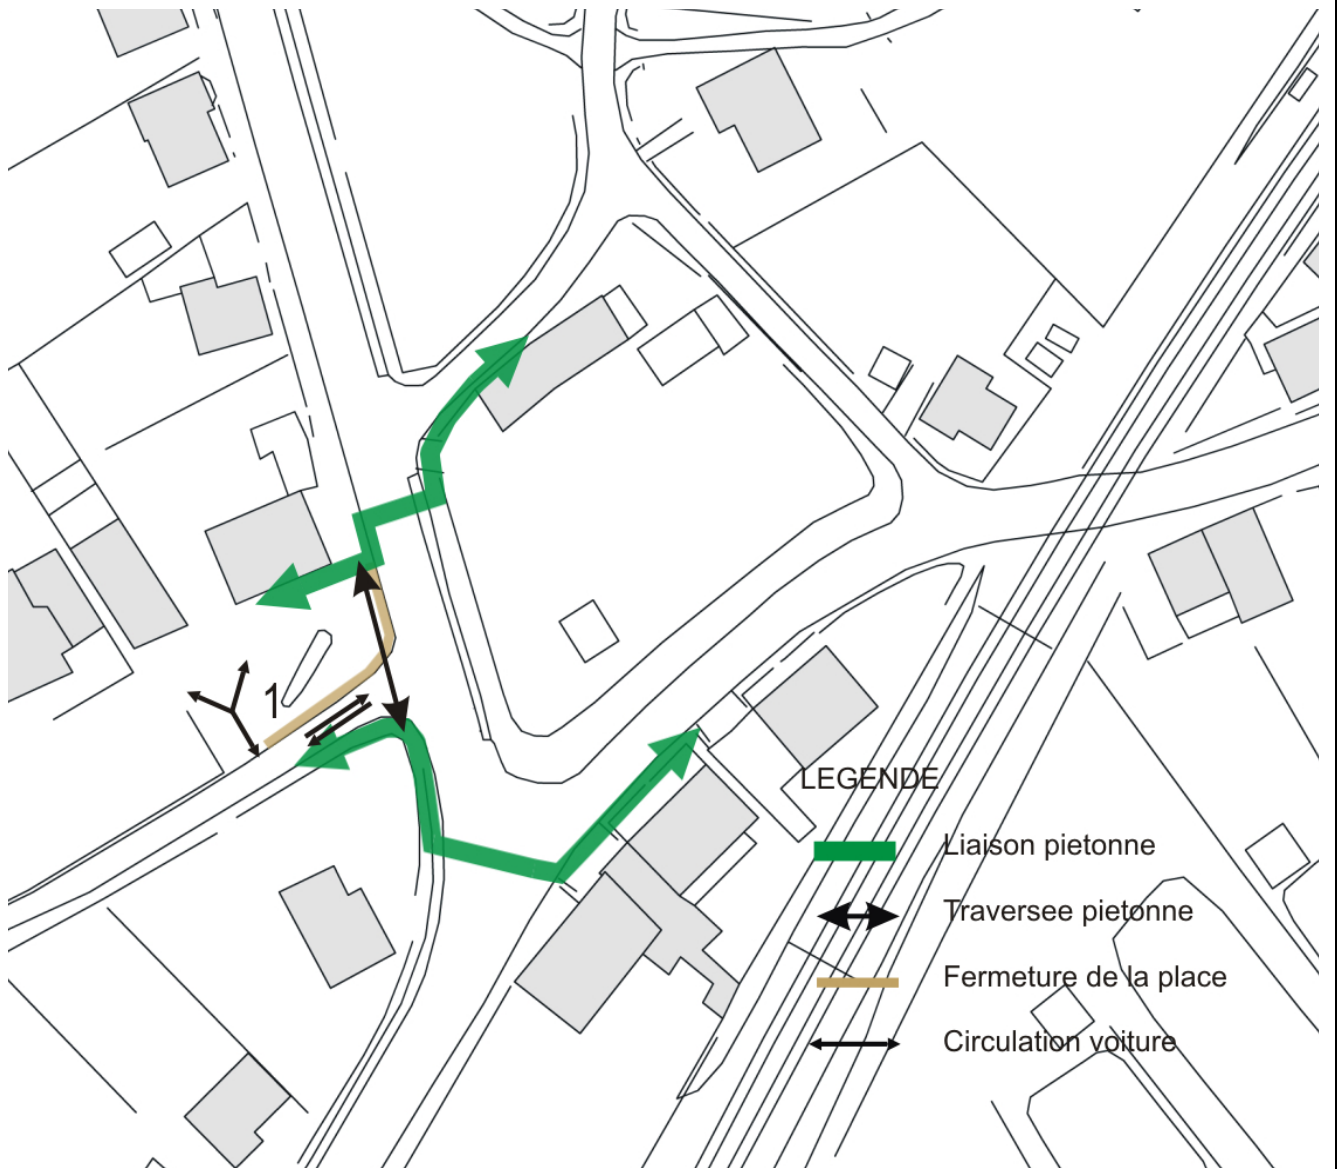 1
LEGENDE
Liaison pietonne
Traversee pietonne
Fermeture de la place
Circulation voiture